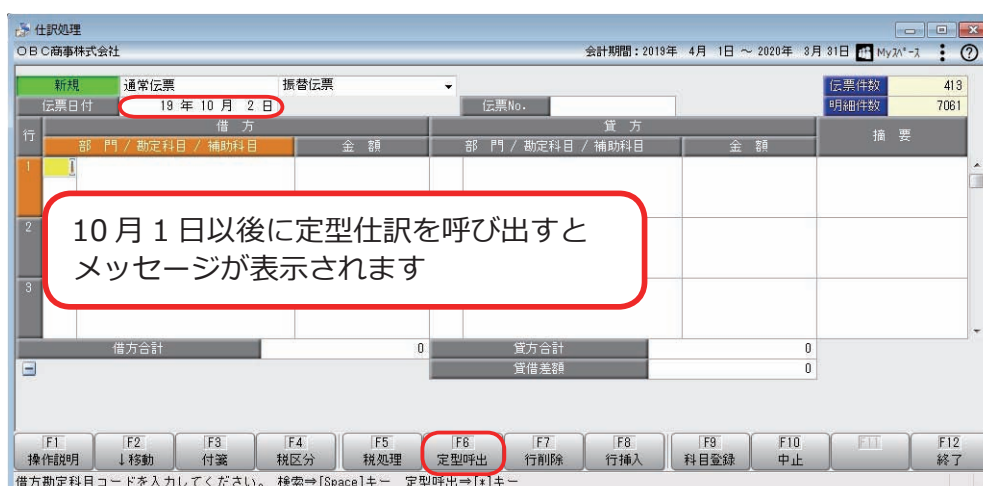 仕訳処理
OBC商事株式会社 会計期間:2019年 4月 1日 ～ 2020年 3月 31日 Myスペース
新規 通常伝票 振替伝票 伝票件数 413
伝票日付 19 年 10 月 2 日 伝票No. 明細件数 7061
行 借 方 貸 方 摘 要
部 門 / 勘定科目 / 補助科目 金 額 部 門 / 勘定科目 / 補助科目 金 額
1
10月1日以後に定型仕訳を呼び出すと
メッセージが表示されます
2
3
借方合計 0 貸方合計 0
貸借差額 0
F1 F2 F3 F4 F5 F6 F7 F8 F9 F10 F11 F12
操作説明 ↓移動 付箋 税区分 税処理 定型呼出 行削除 行挿入 科目登録 中止 終了
借方勘定科目コードを入力してください。 検索⇒[Space]キー 定型呼出⇒[*]キー